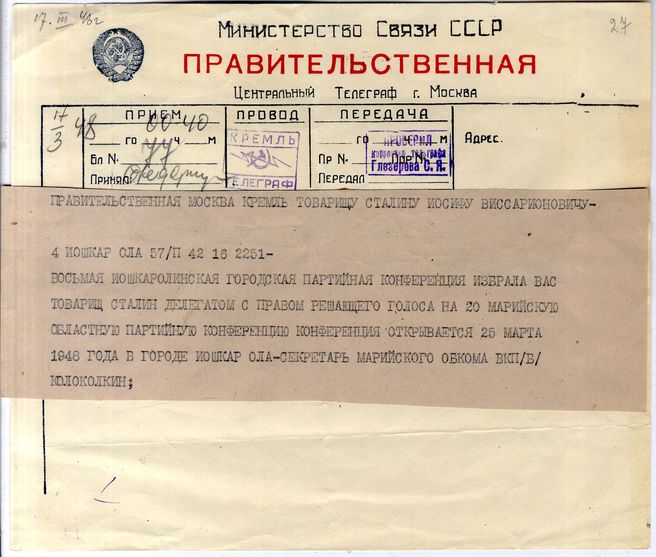 17. III 48г
27
Министерство Связи СССР
ПРАВИТЕЛЬСТВЕННАЯ
Центральный Телеграф г. Москва
17/3 48
ПРИЕМ
ПРОВОД
ПЕРЕДАЧА
Адрес.
00 40
го ч. м
го м
Бл N. 77
Принял
КРЕМЛЬ
ТЕЛЕГРАФ
Пр N. Пор N.
Передал
ПРОВЕРИЛ
Глезерова С. Я.
ПРАВИТЕЛЬСТВЕННАЯ МОСКВА КРЕМЛЬ ТОВАРИЩУ СТАЛИНУ ИОСИФУ ВИССАРИОНОВИЧУ-
4 ИОШКАР ОЛА 57/П 42 16 2251-
ВОСЬМАЯ ИОШКАРОЛИНСКАЯ ГОРОДСКАЯ ПАРТИЙНАЯ КОНФЕРЕНЦИЯ ИЗБРАЛА ВАС
ТОВАРИЩ СТАЛИН ДЕЛЕГАТОМ С ПРАВОМ РЕШАЮЩЕГО ГОЛОСА НА 20 МАРИЙСКУЮ
ОБЛАСТНУЮ ПАРТИЙНУЮ КОНФЕРЕНЦИЮ КОНФЕРЕНЦИЯ ОТКРЫВАЕТСЯ 25 МАРТА
1948 ГОДА В ГОРОДЕ ИОШКАР ОЛА-СЕКРЕТАРЬ МАРИЙСКОГО ОБКОМА ВКП/Б/
КОЛОКОЛКИН;